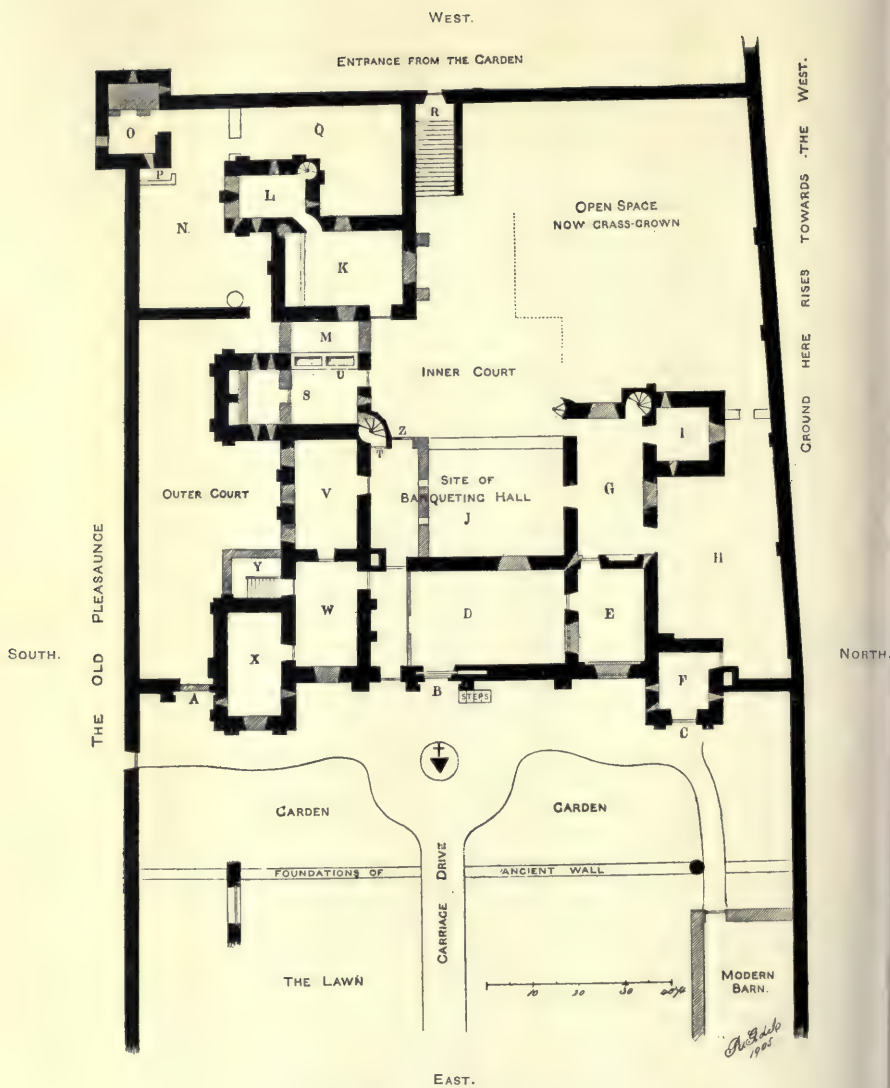 WEST.
ENTRANCE FROM THE GARDEN
R
O
Q
P
L
N.
K
OPEN SPACE
NOW GRASS-GROWN
GROUND HERE RISES TOWARDS THE WEST.
M
U
S
INNER COURT
Z
T
I
OUTER COURT
V
SITE OF
BANQUETING HALL
J
G
H
Y
W
D
E
X
F
THE OLD PLEASAUNCE
SOUTH.
NORTH.
A
B
STEPS
C
GARDEN
GARDEN
CARRIAGE DRIVE
FOUNDATIONS OF
ANCIENT WALL
THE LAWN
10 20 30
MODERN
BARN.
1905
EAST.